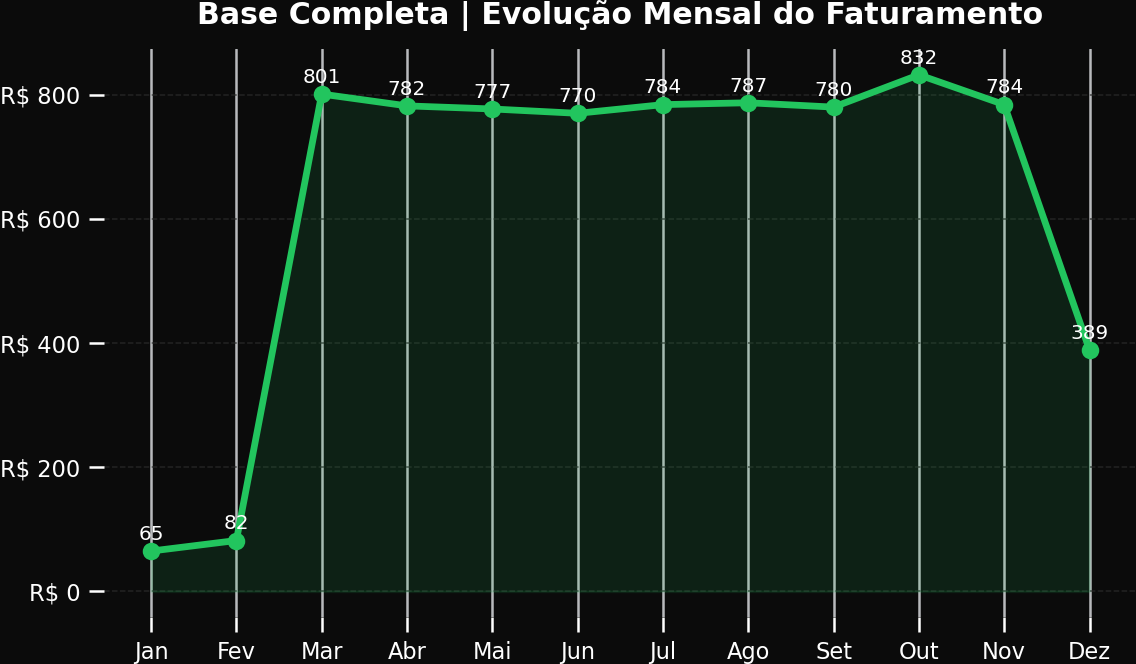 Base Completa | Evolução Mensal do Faturamento
R$ 800
R$ 600
R$ 400
R$ 200
R$ 0
65
82
801
782
777
770
784
787
780
832
784
389
Jan Fev Mar Abr Mai Jun Jul Ago Set Out Nov Dez